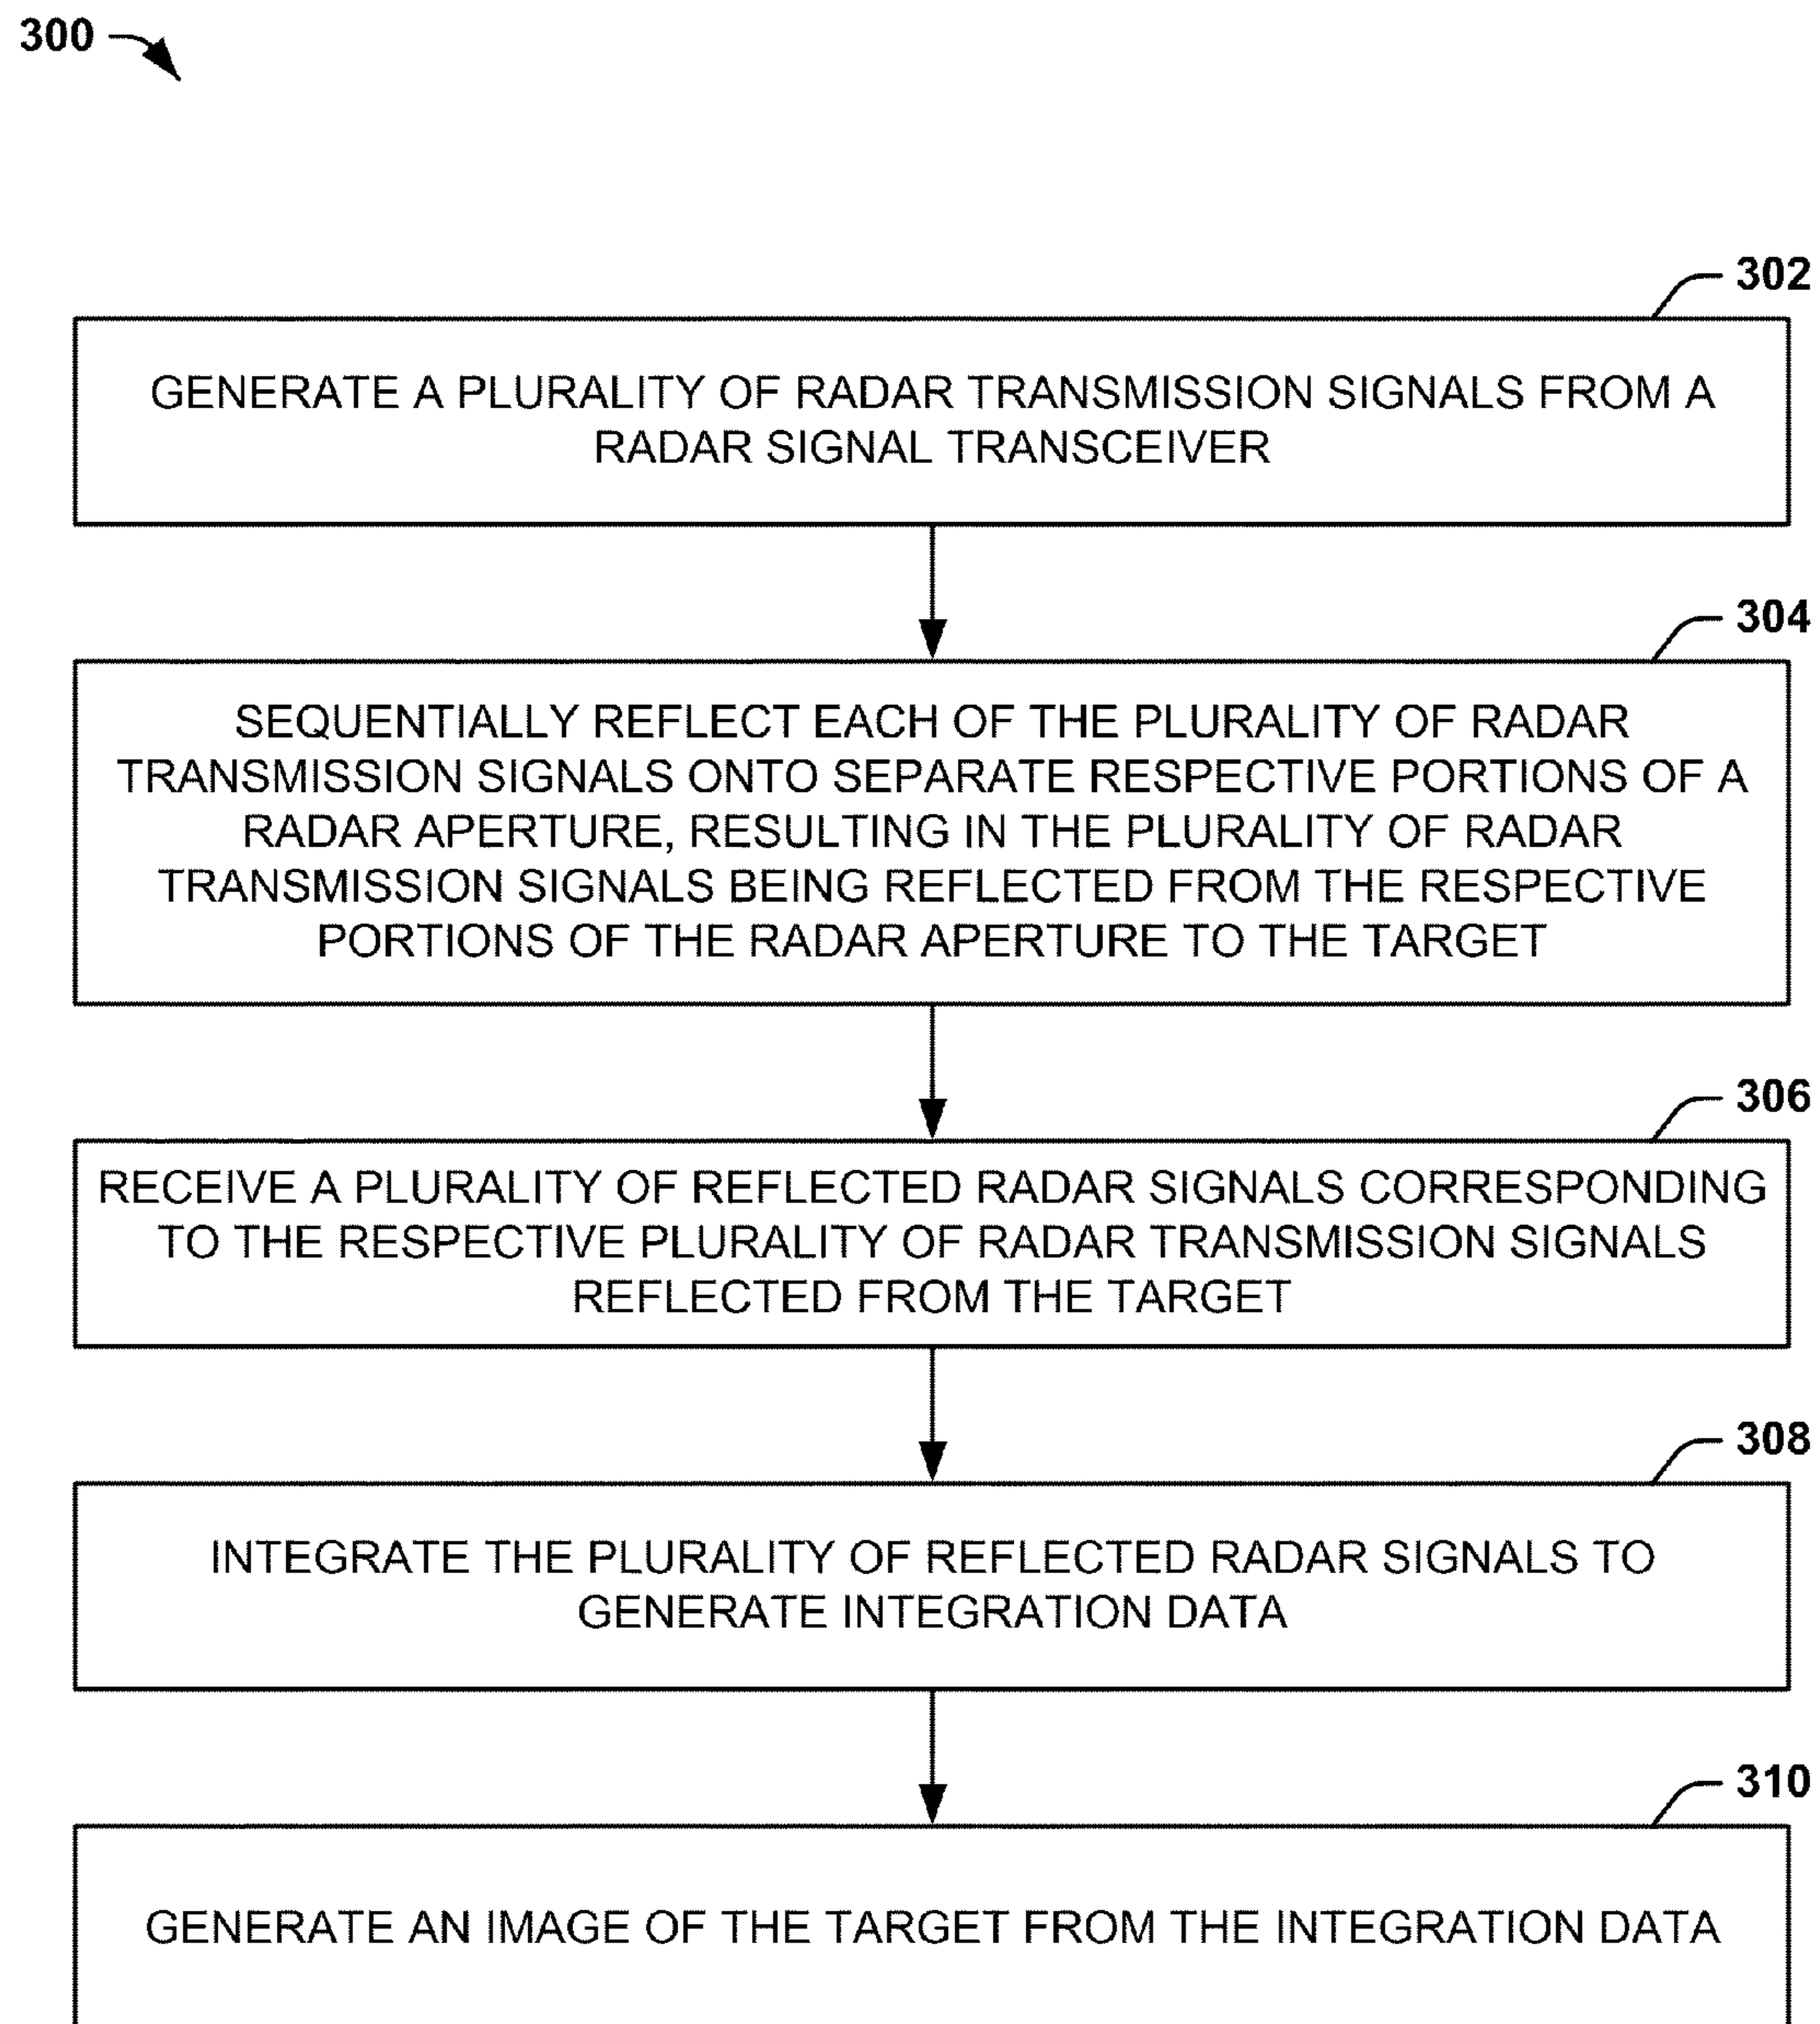 300
302
GENERATE A PLURALITY OF RADAR TRANSMISSION SIGNALS FROM A
RADAR SIGNAL TRANSCEIVER
304
SEQUENTIALLY REFLECT EACH OF THE PLURALITY OF RADAR
TRANSMISSION SIGNALS ONTO SEPARATE RESPECTIVE PORTIONS OF A
RADAR APERTURE, RESULTING IN THE PLURALITY OF RADAR
TRANSMISSION SIGNALS BEING REFLECTED FROM THE RESPECTIVE
PORTIONS OF THE RADAR APERTURE TO THE TARGET
306
RECEIVE A PLURALITY OF REFLECTED RADAR SIGNALS CORRESPONDING
TO THE RESPECTIVE PLURALITY OF RADAR TRANSMISSION SIGNALS
REFLECTED FROM THE TARGET
308
INTEGRATE THE PLURALITY OF REFLECTED RADAR SIGNALS TO
GENERATE INTEGRATION DATA
310
GENERATE AN IMAGE OF THE TARGET FROM THE INTEGRATION DATA